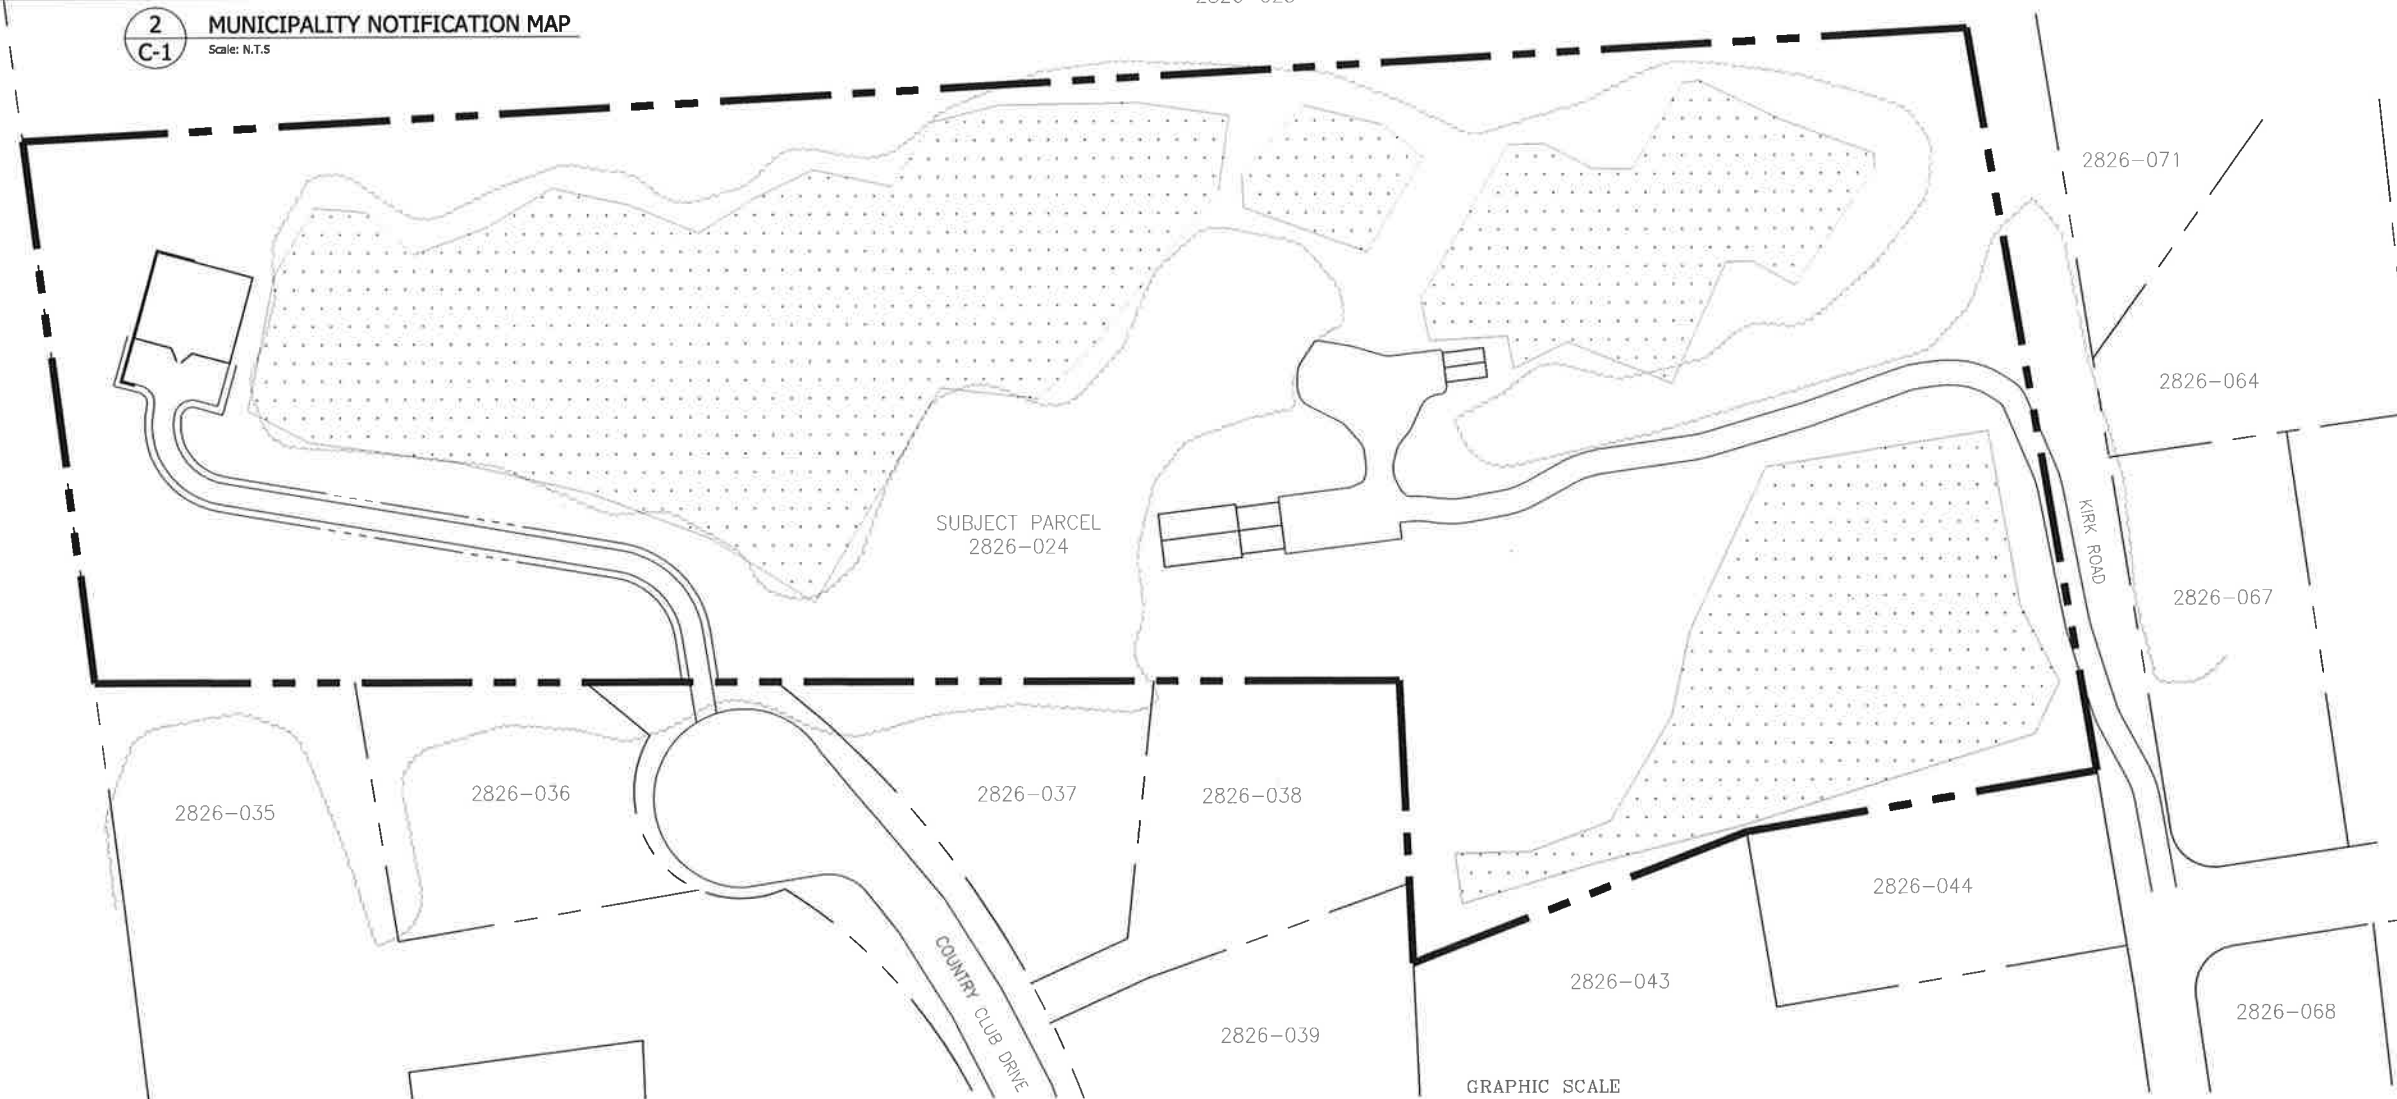 2
C-1
MUNICIPALITY NOTIFICATION MAP
Scale: N.T.S
2826-071
2826-064
SUBJECT PARCEL
2826-024
KIRK ROAD
2826-067
2826-035
2826-036
2826-037
2826-038
2826-044
COUNTRY CLUB DRIVE
2826-043
2826-039
2826-068
GRAPHIC SCALE